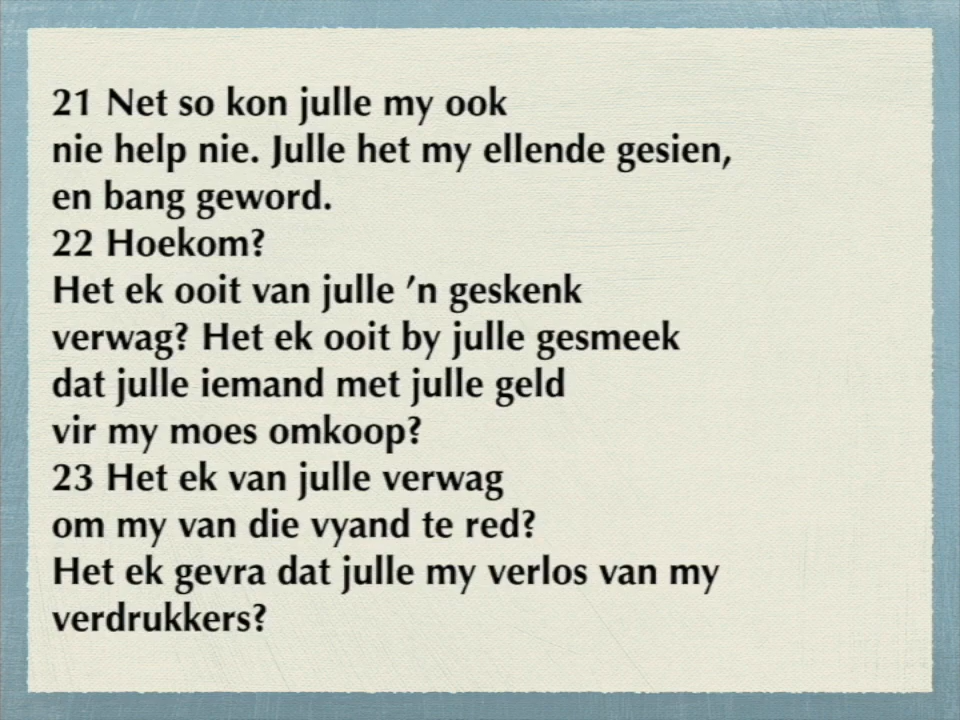 21 Net so kon julle my ook
nie help nie. Julle het my ellende gesien,
en bang geword.
22 Hoekom?
Het ek ooit van julle ’n geskenk
verwag? Het ek ooit by julle gesmeek
dat julle iemand met julle geld
vir my moes omkoop?
23 Het ek van julle verwag
om my van die vyand te red?
Het ek gevra dat julle my verlos van my
verdrukkers?